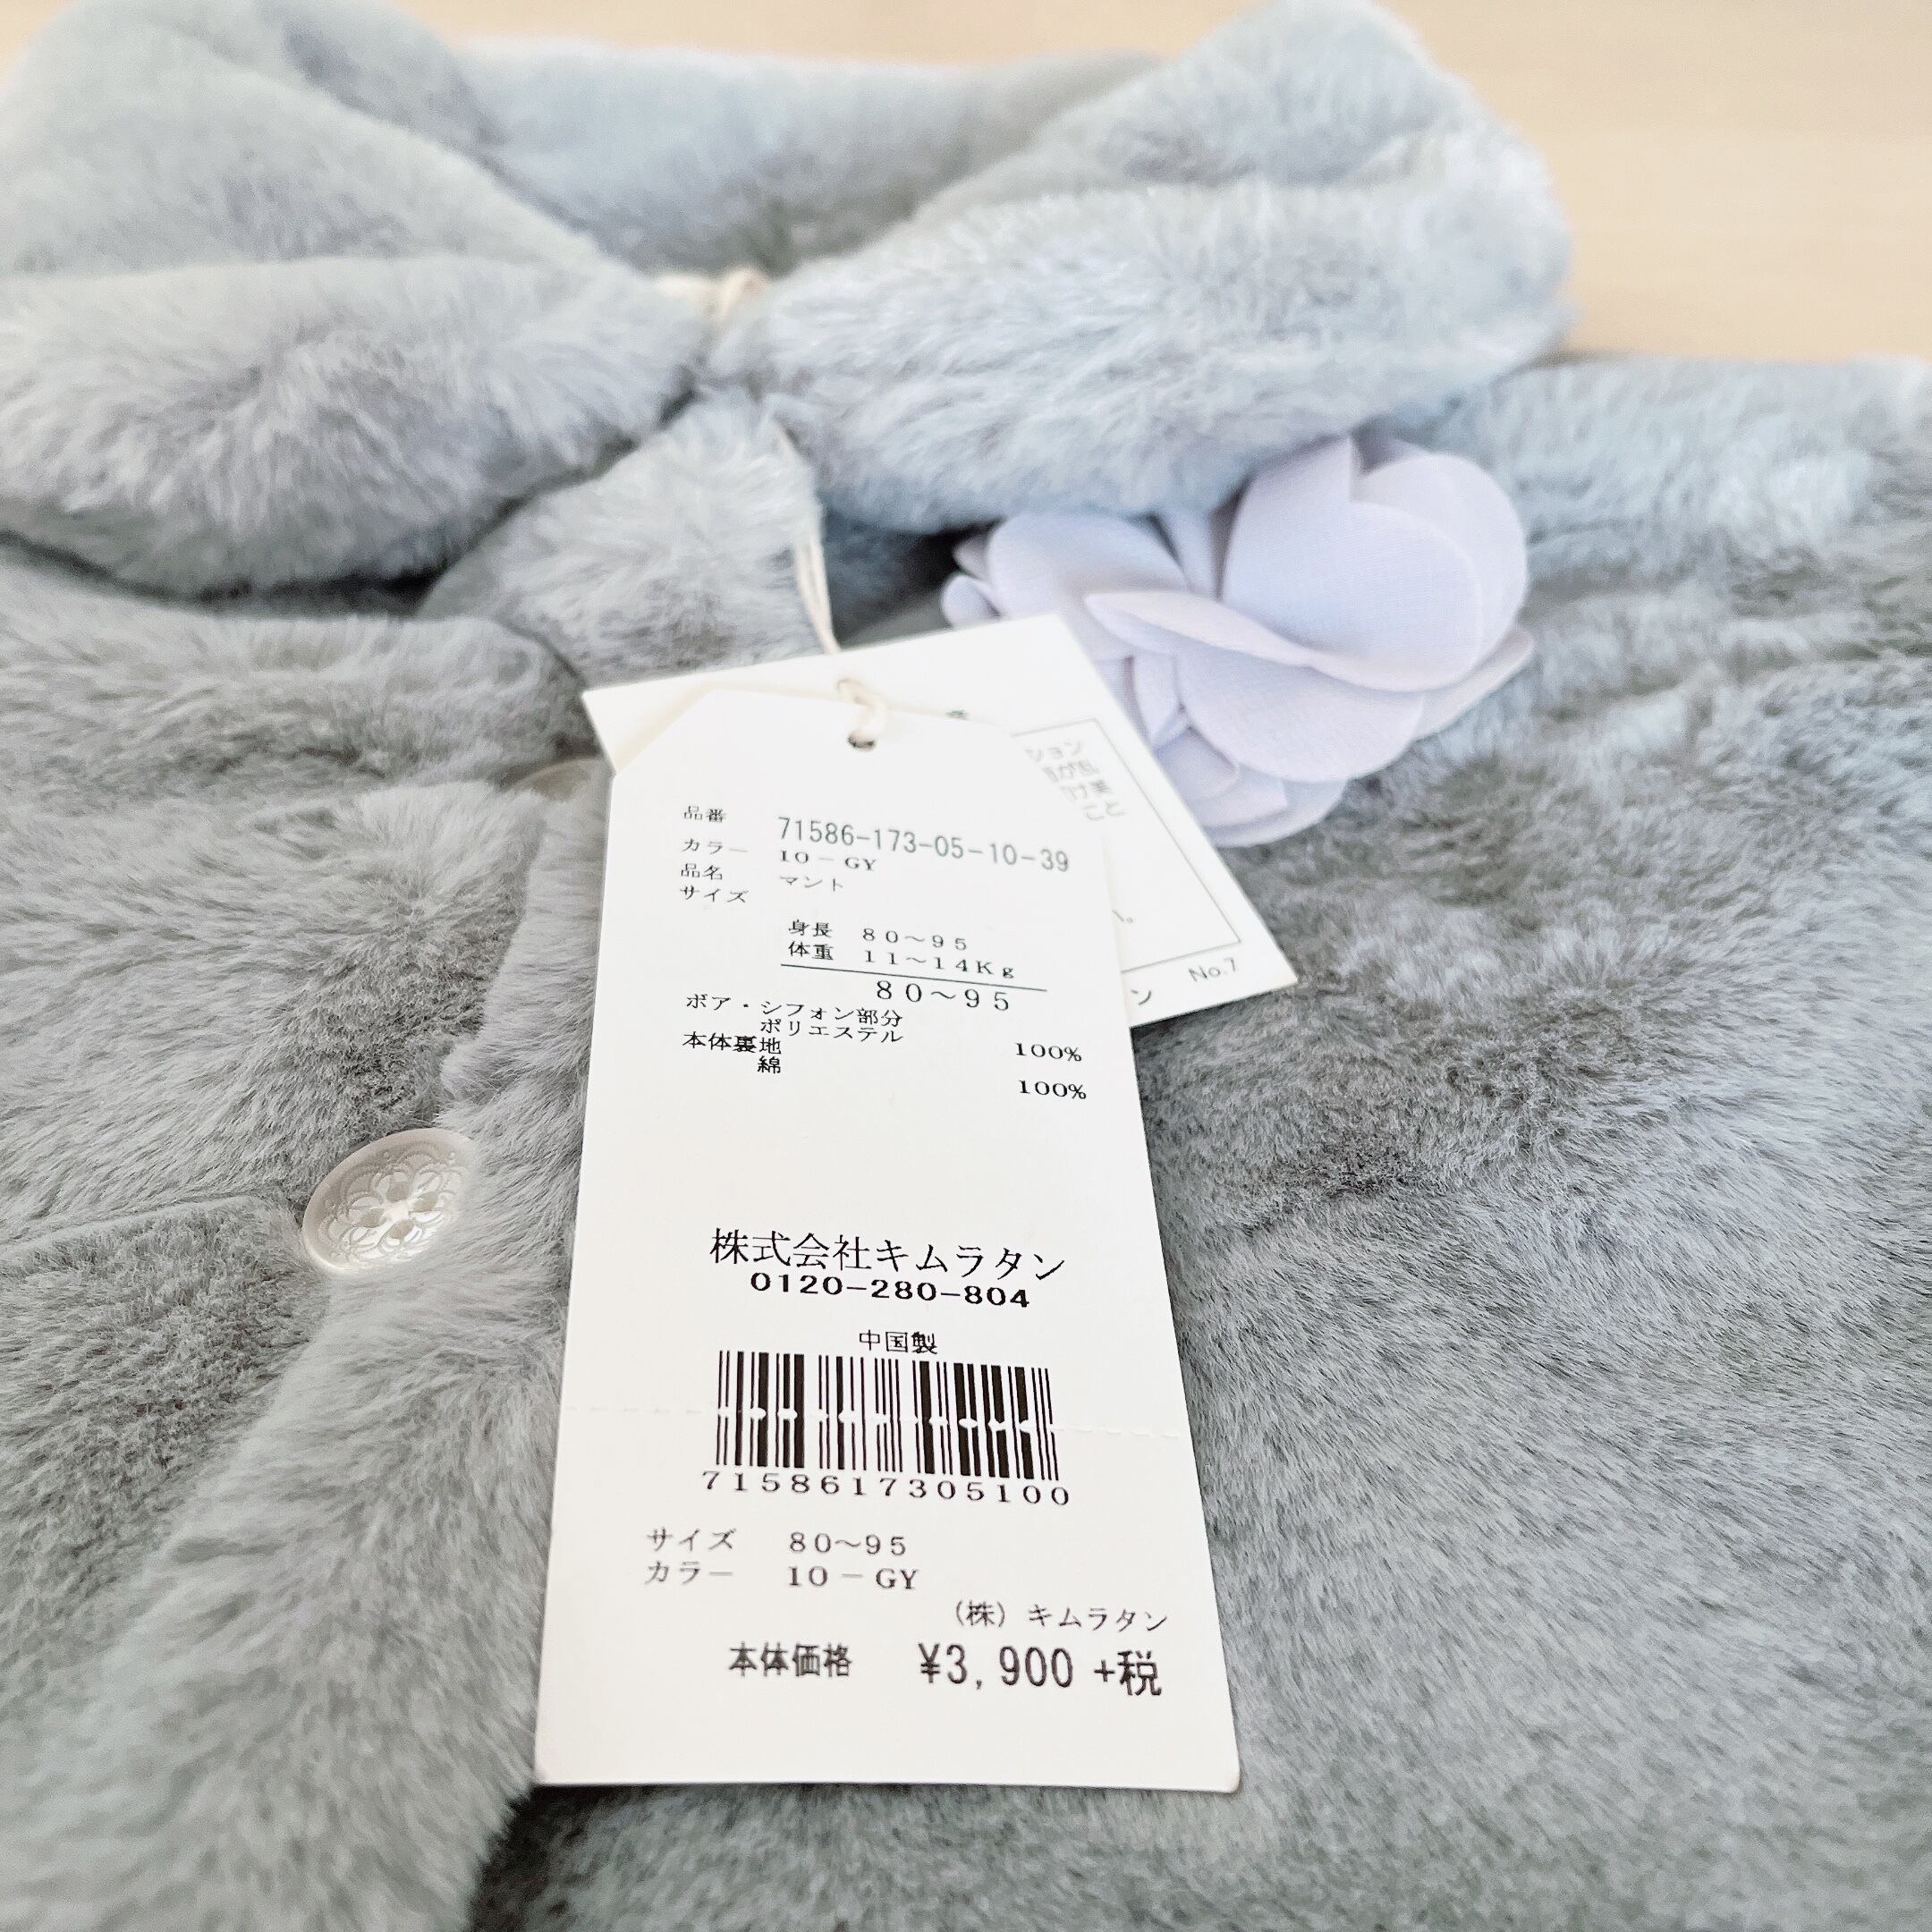 品番 71586-173-05-10-39
カラー 10-GY
品名 マント
サイズ
身長 80~95
体重 11~14Kg
80~95
ボア・シフォン部分
ポリエステル 100%
本体裏地
綿 100%
株式会社キムラタン
0120-280-804
中国製
7158617305100
サイズ 80~95
カラー 10-GY
(株)キムラタン
本体価格 ¥3,900+税
ション
こと
No.7
ン